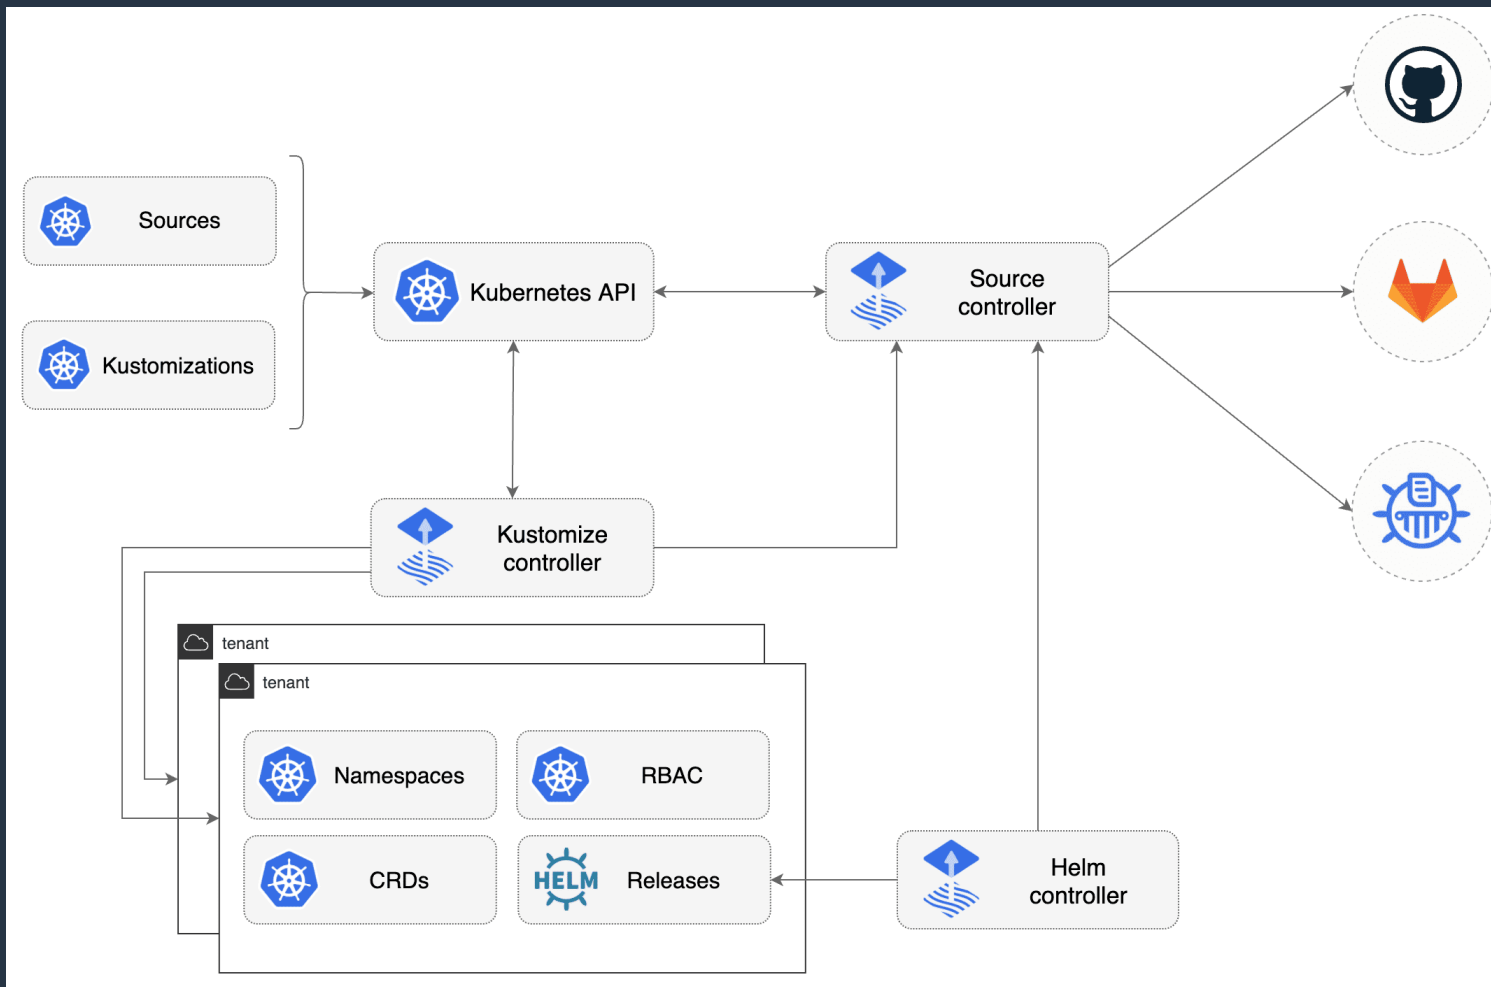 Sources
Kustomizations
Kubernetes API
Source
controller
Kustomize
controller
tenant
tenant
Namespaces
RBAC
CRDs
HELM
Releases
Helm
controller